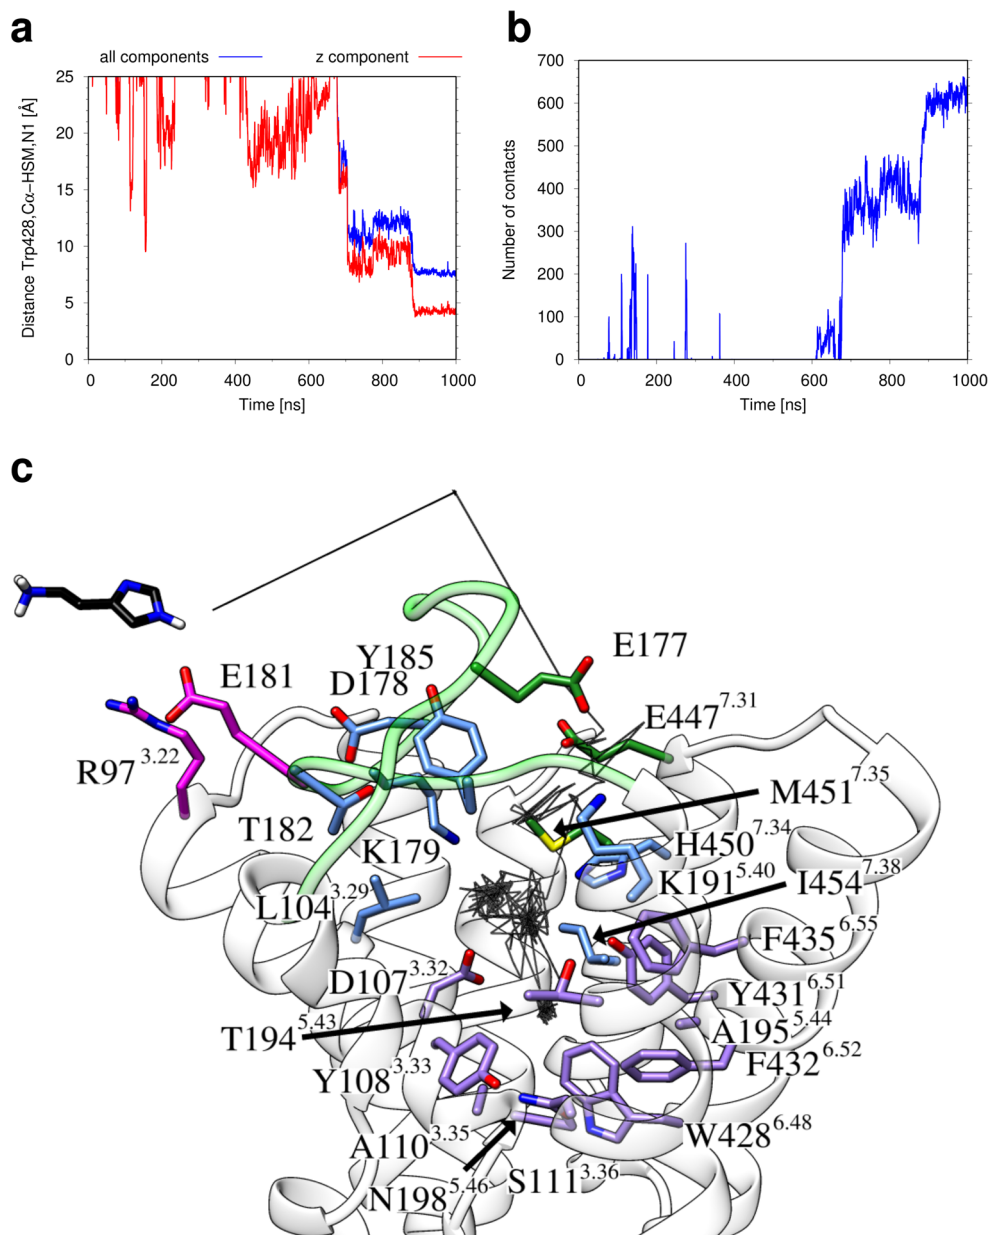 a
all components
z component
Distance Trp428,Cα−HSM,N1 [Å]
25
20
15
10
5
0
0 200 400 600 800 1000
Time [ns]
b
Number of contacts
700
600
500
400
300
200
100
0
0 200 400 600 800 1000
Time [ns]
c
E177
Y185
E181
D178
E447^7.31
R97^3.22
M451^7.35
T182
H450^7.34
K179
K191^5.40
I454^7.38
L104^3.29
F435^6.55
D107^3.32
Y431^6.51
T194^5.43
A195^5.44
F432^6.52
Y108^3.33
W428^6.48
A110^3.35
S111^3.36
N198^5.46